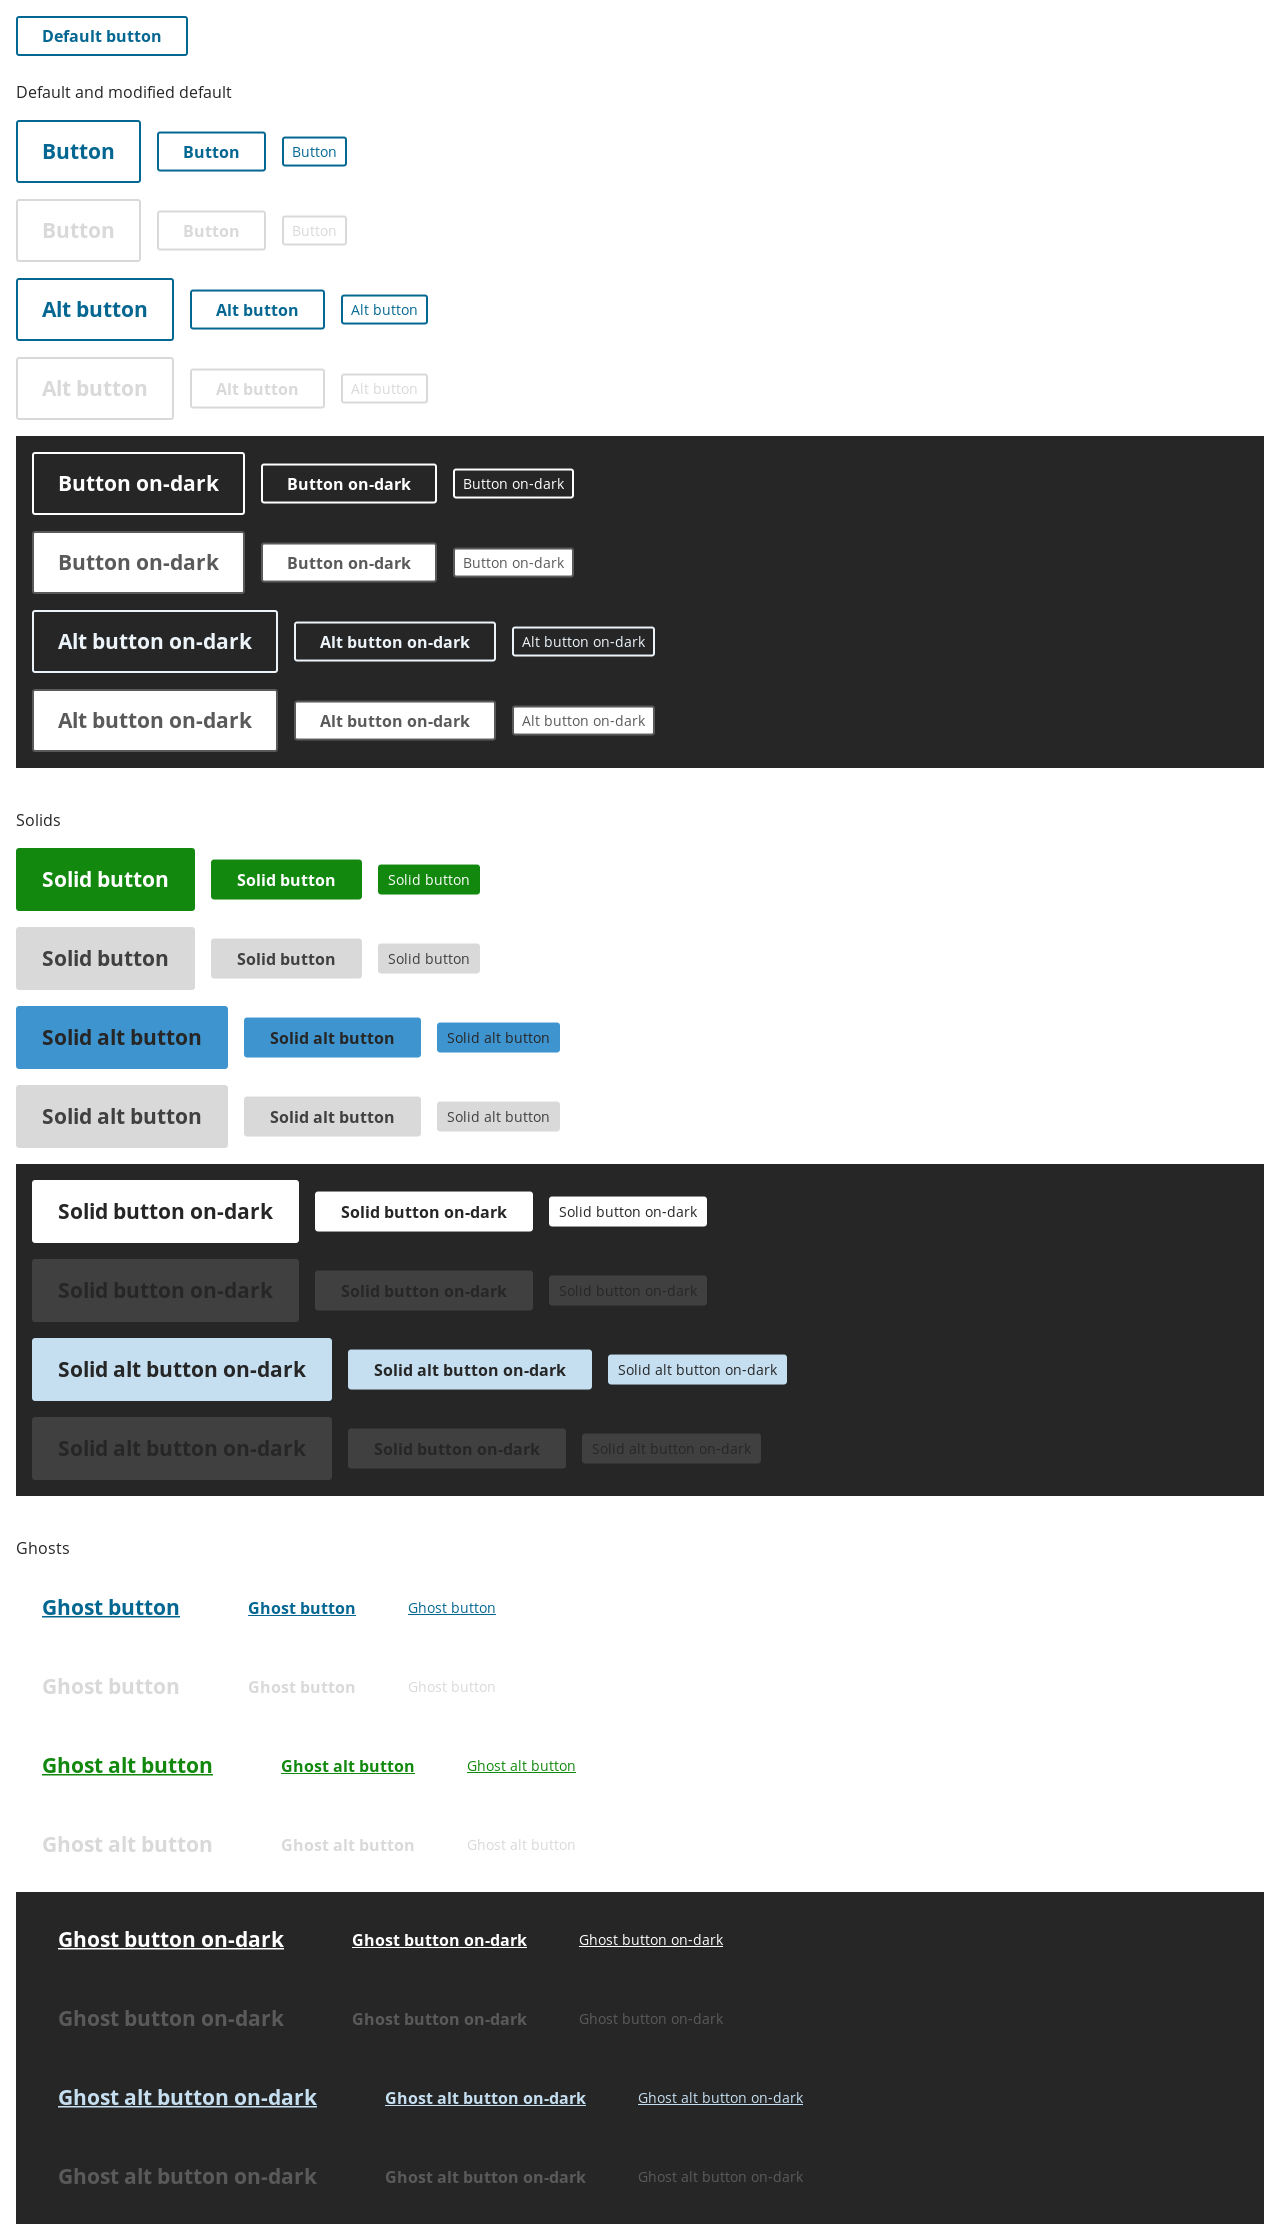 Default button
Default and modified default
Button Button Button
Button Button Button
Alt button Alt button Alt button
Alt button Alt button Alt button
Button on-dark Button on-dark Button on-dark
Button on-dark Button on-dark Button on-dark
Alt button on-dark Alt button on-dark Alt button on-dark
Alt button on-dark Alt button on-dark Alt button on-dark
Solids
Solid button Solid button Solid button
Solid button Solid button Solid button
Solid alt button Solid alt button Solid alt button
Solid alt button Solid alt button Solid alt button
Solid button on-dark Solid button on-dark Solid button on-dark
Solid button on-dark Solid button on-dark Solid button on-dark
Solid alt button on-dark Solid alt button on-dark Solid alt button on-dark
Solid alt button on-dark Solid button on-dark Solid alt button on-dark
Ghosts
Ghost button Ghost button Ghost button
Ghost button Ghost button Ghost button
Ghost alt button Ghost alt button Ghost alt button
Ghost alt button Ghost alt button Ghost alt button
Ghost button on-dark Ghost button on-dark Ghost button on-dark
Ghost button on-dark Ghost button on-dark Ghost button on-dark
Ghost alt button on-dark Ghost alt button on-dark Ghost alt button on-dark
Ghost alt button on-dark Ghost alt button on-dark Ghost alt button on-dark